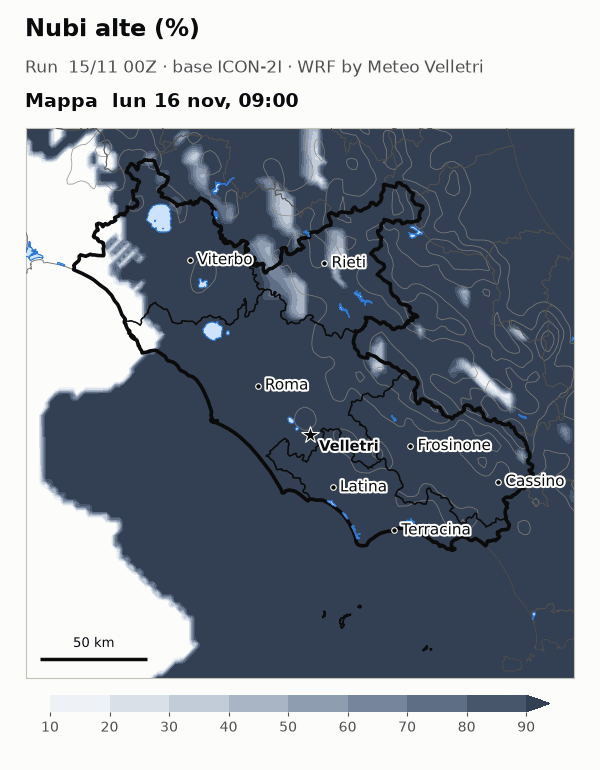 Nubi alte (%)
Run  15/11 00Z · base ICON-2I · WRF by Meteo Velletri
Mappa  lun 16 nov, 09:00
Viterbo
Rieti
Roma
Velletri
Frosinone
Cassino
Latina
Terracina
50 km
10 20 30 40 50 60 70 80 90